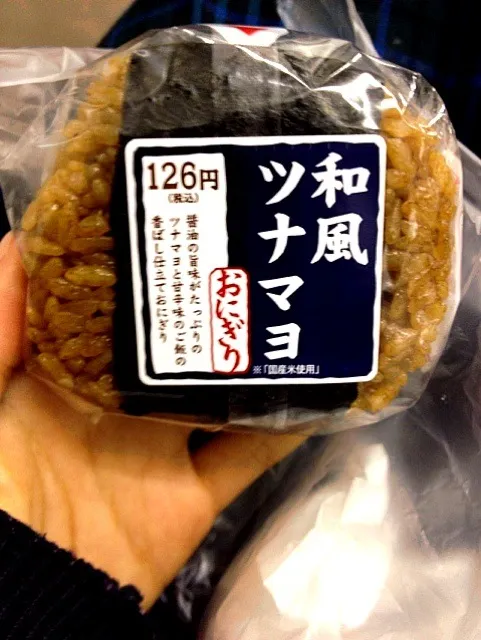 和風
ツナマヨ
おにぎり
※「国産米使用」
126円
(税込)
醤油の旨味がたっぷりの
ツナマヨと甘辛味のご飯の
香ばし仕立ておにぎり